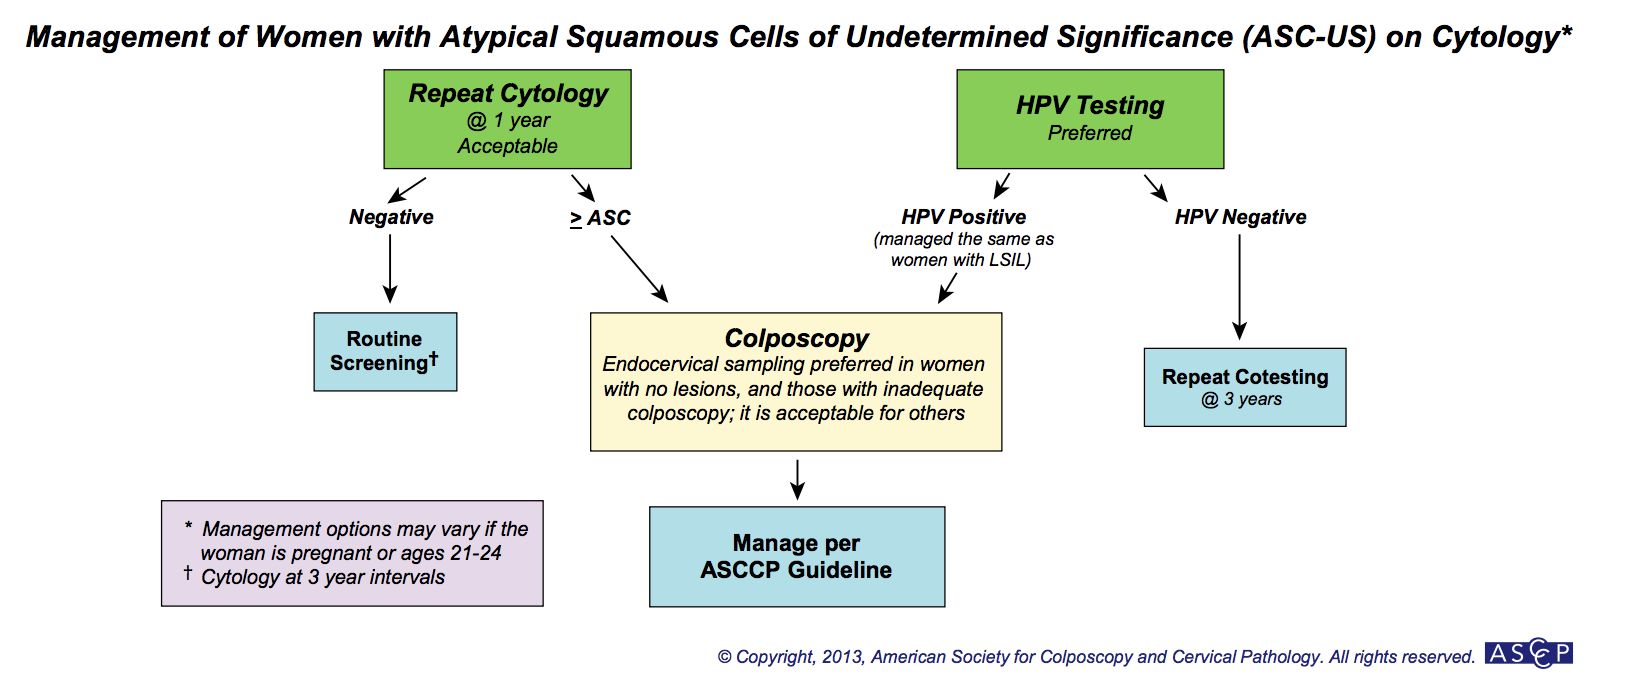 Management of Women with Atypical Squamous Cells of Undetermined Significance (ASC-US) on Cytology*
Repeat Cytology
@ 1 year
Acceptable
HPV Testing
Preferred
Negative
≥ ASC
HPV Positive
(managed the same as
women with LSIL)
HPV Negative
Routine
Screening†
Colposcopy
Endocervical sampling preferred in women
with no lesions, and those with inadequate
colposcopy; it is acceptable for others
Repeat Cotesting
@ 3 years
Manage per
ASCCP Guideline
* Management options may vary if the
woman is pregnant or ages 21-24
† Cytology at 3 year intervals
© Copyright, 2013, American Society for Colposcopy and Cervical Pathology. All rights reserved.
ASCCP